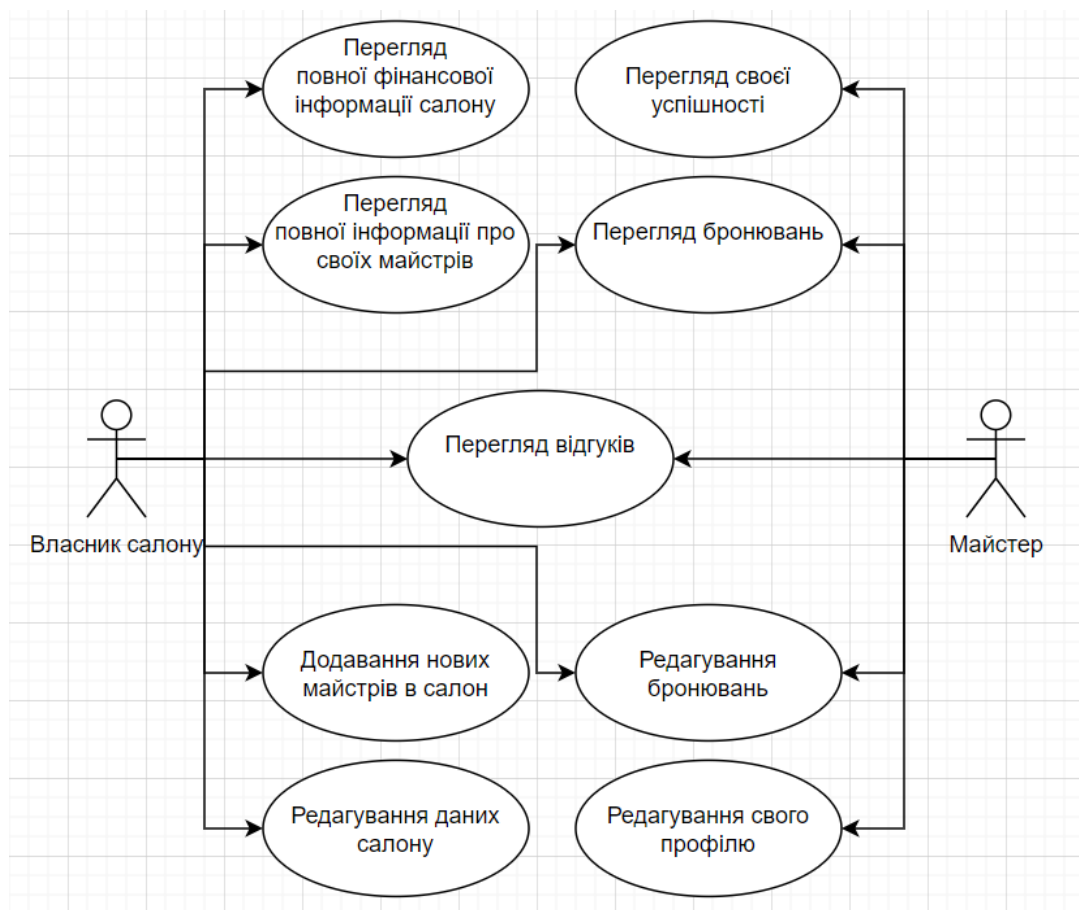 Перегляд
повної фінансової
інформації салону
Перегляд своєї
успішності
Перегляд
повної інформації про
своїх майстрів
Перегляд бронювань
Перегляд відгуків
Власник салону
Майстер
Додавання нових
майстрів в салон
Редагування
бронювань
Редагування даних
салону
Редагування свого
профілю